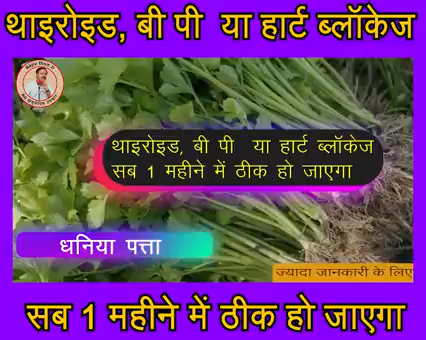 थाइरोइड, बी पी या हार्ट ब्लॉकेज
थाइरोइड, बी पी या हार्ट ब्लॉकेज
सब 1 महीने में ठीक हो जाएगा
धनिया पत्ता
ज्यादा जानकारी के लिए
सब 1 महीने में ठीक हो जाएगा